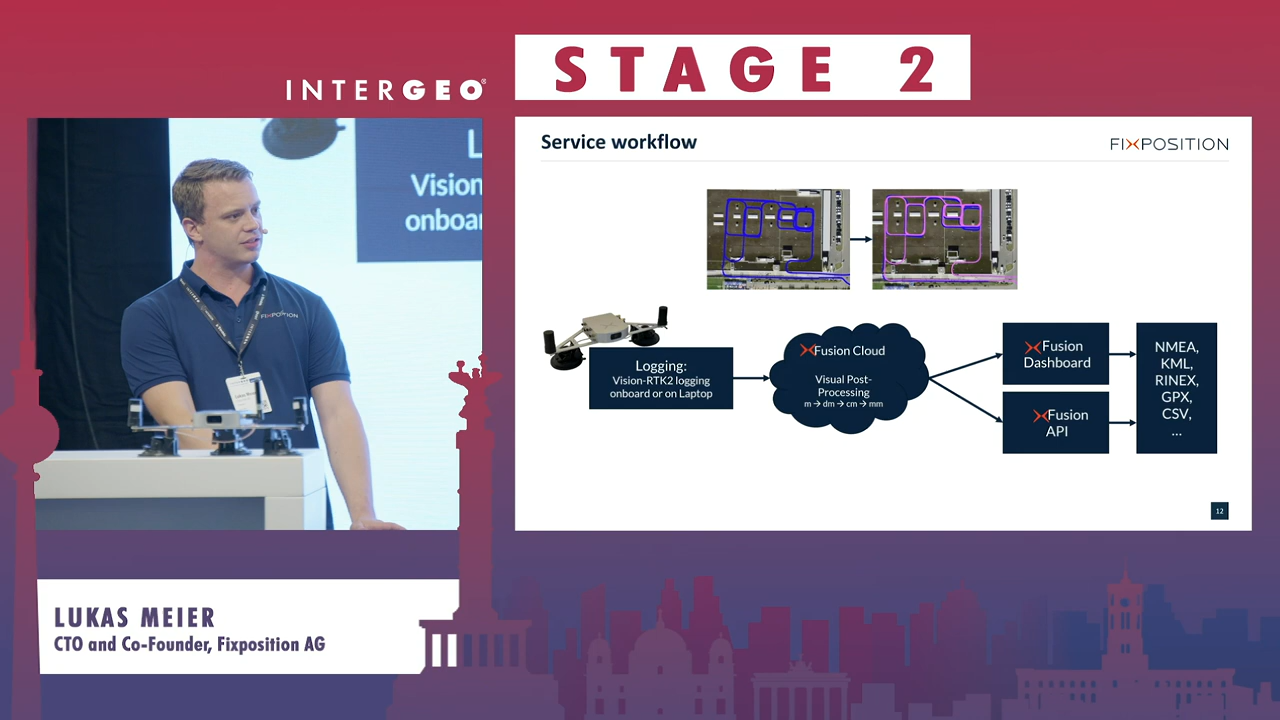 INTERGEO®
STAGE 2
L
Vision
onboar
FIXPOSITION
Service workflow
FIXPOSITION
Logging:
Vision-RTK2 logging
onboard or on Laptop
Fusion Cloud
Visual Post-
Processing
m → dm → cm → mm
Fusion
Dashboard
Fusion
API
NMEA,
KML,
RINEX,
GPX,
CSV,
...
12
LUKAS MEIER
CTO and Co-Founder, Fixposition AG